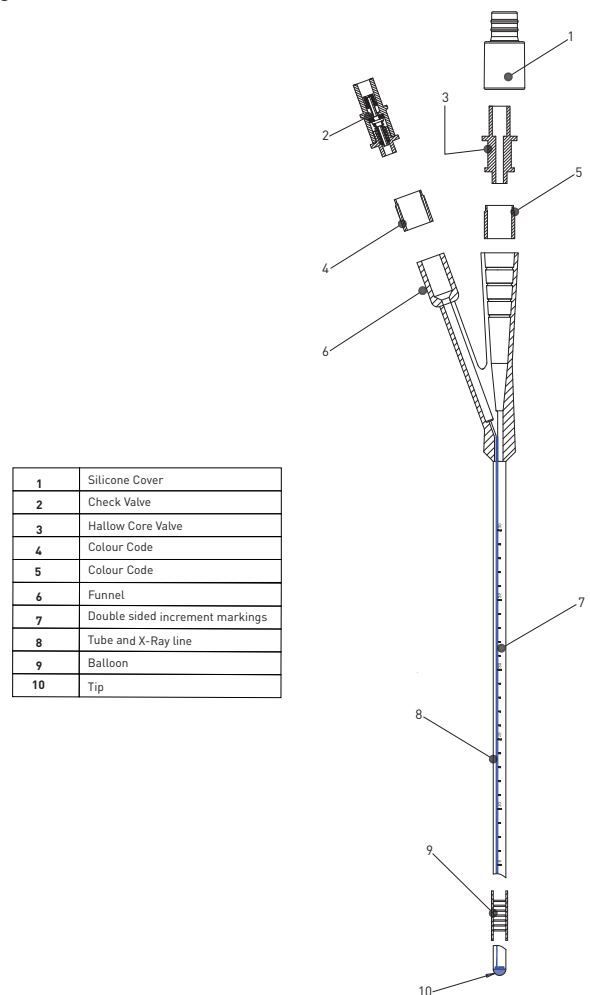 1
3
2
5
4
6
1 Silicone Cover
2 Check Valve
3 Hallow Core Valve
4 Colour Code
5 Colour Code
6 Funnel
7 Double sided increment markings
8 Tube and X-Ray line
9 Balloon
10 Tip
7
8
9
10